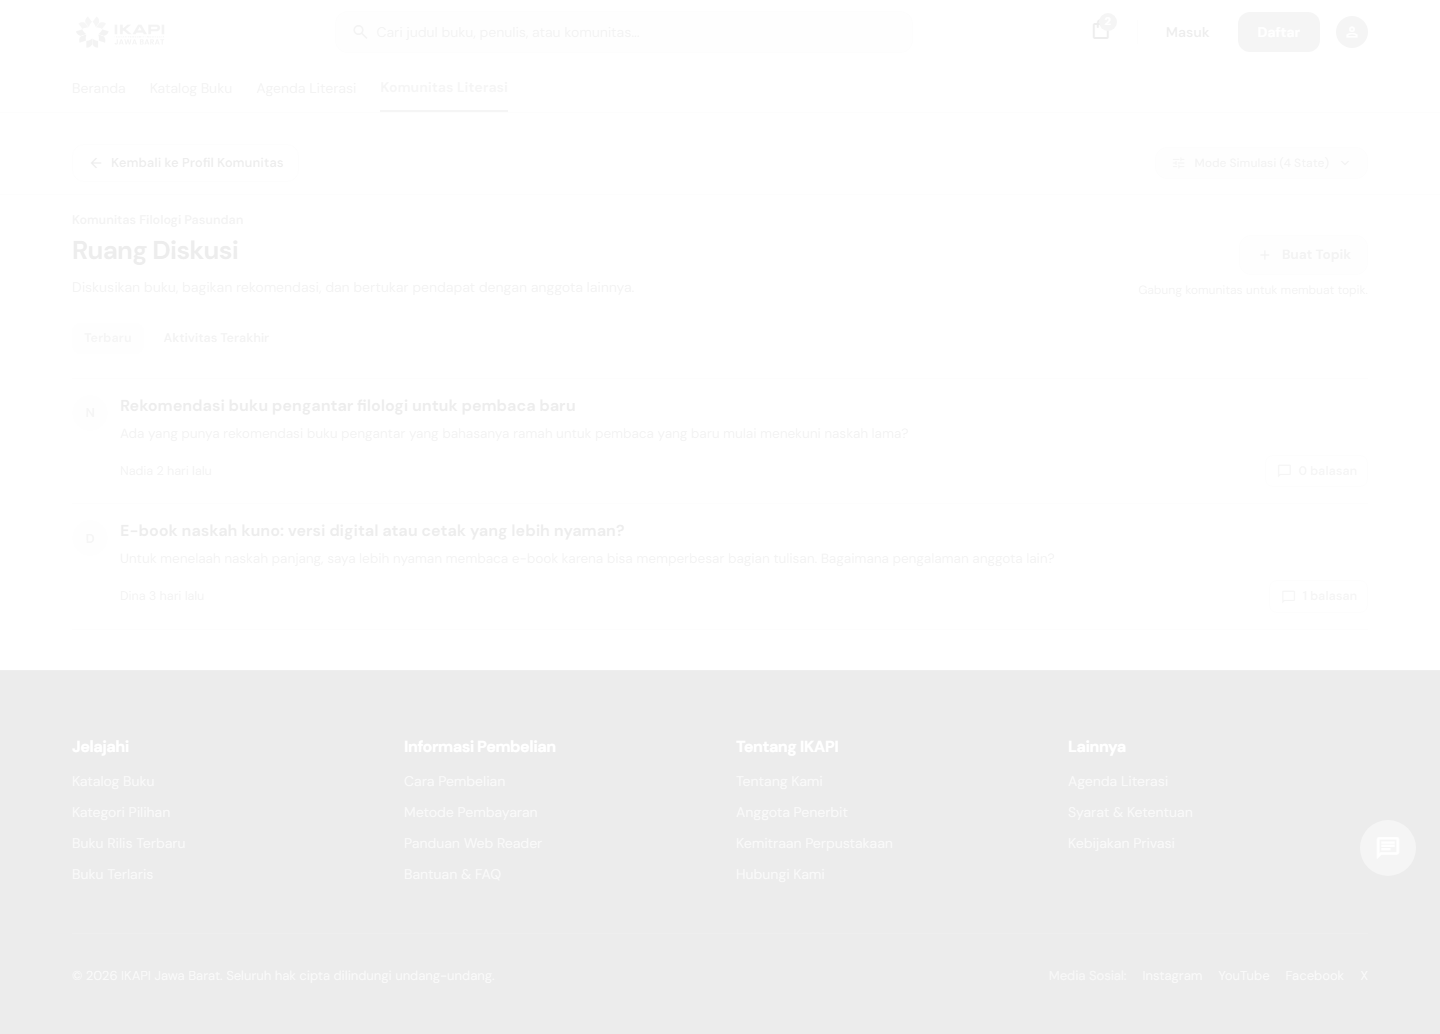 IKAPI
JAWA BARAT
Cari judul buku, penulis, atau komunitas...
2
Masuk
Daftar
Beranda
Katalog Buku
Agenda Literasi
Komunitas Literasi
Kembali ke Profil Komunitas
Mode Simulasi (4 State)
Komunitas Filologi Pasundan
Ruang Diskusi
Buat Topik
Diskusikan buku, bagikan rekomendasi, dan bertukar pendapat dengan anggota lainnya.
Gabung komunitas untuk membuat topik.
Terbaru
Aktivitas Terakhir
N
Rekomendasi buku pengantar filologi untuk pembaca baru
Ada yang punya rekomendasi buku pengantar yang bahasanya ramah untuk pembaca yang baru mulai menekuni naskah lama?
Nadia 2 hari lalu
0 balasan
D
E-book naskah kuno: versi digital atau cetak yang lebih nyaman?
Untuk menelaah naskah panjang, saya lebih nyaman membaca e-book karena bisa memperbesar bagian tulisan. Bagaimana pengalaman anggota lain?
Dina 3 hari lalu
1 balasan
Jelajahi
Katalog Buku
Kategori Pilihan
Buku Rilis Terbaru
Buku Terlaris
Informasi Pembelian
Cara Pembelian
Metode Pembayaran
Panduan Web Reader
Bantuan & FAQ
Tentang IKAPI
Tentang Kami
Anggota Penerbit
Kemitraan Perpustakaan
Hubungi Kami
Lainnya
Agenda Literasi
Syarat & Ketentuan
Kebijakan Privasi
© 2026 IKAPI Jawa Barat. Seluruh hak cipta dilindungi undang-undang.
Media Sosial:
Instagram
YouTube
Facebook
X